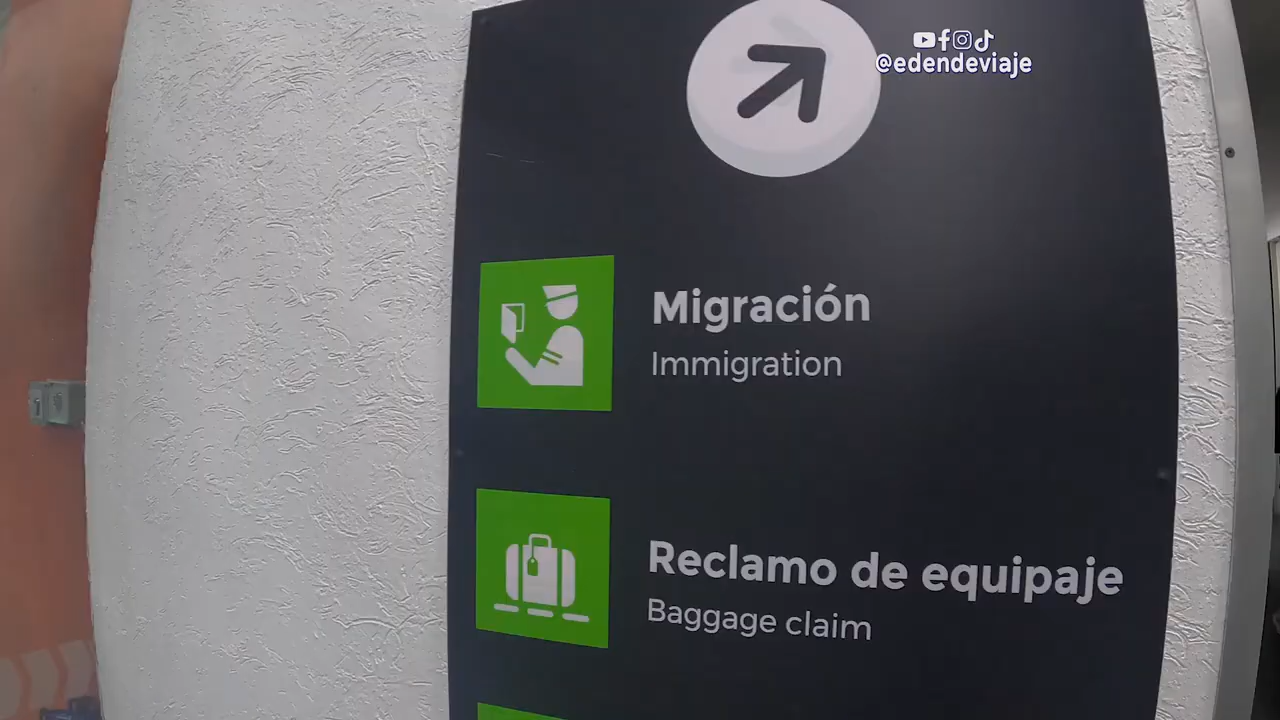 @edendeviaje
Migración
Immigration
Reclamo de equipaje
Baggage claim